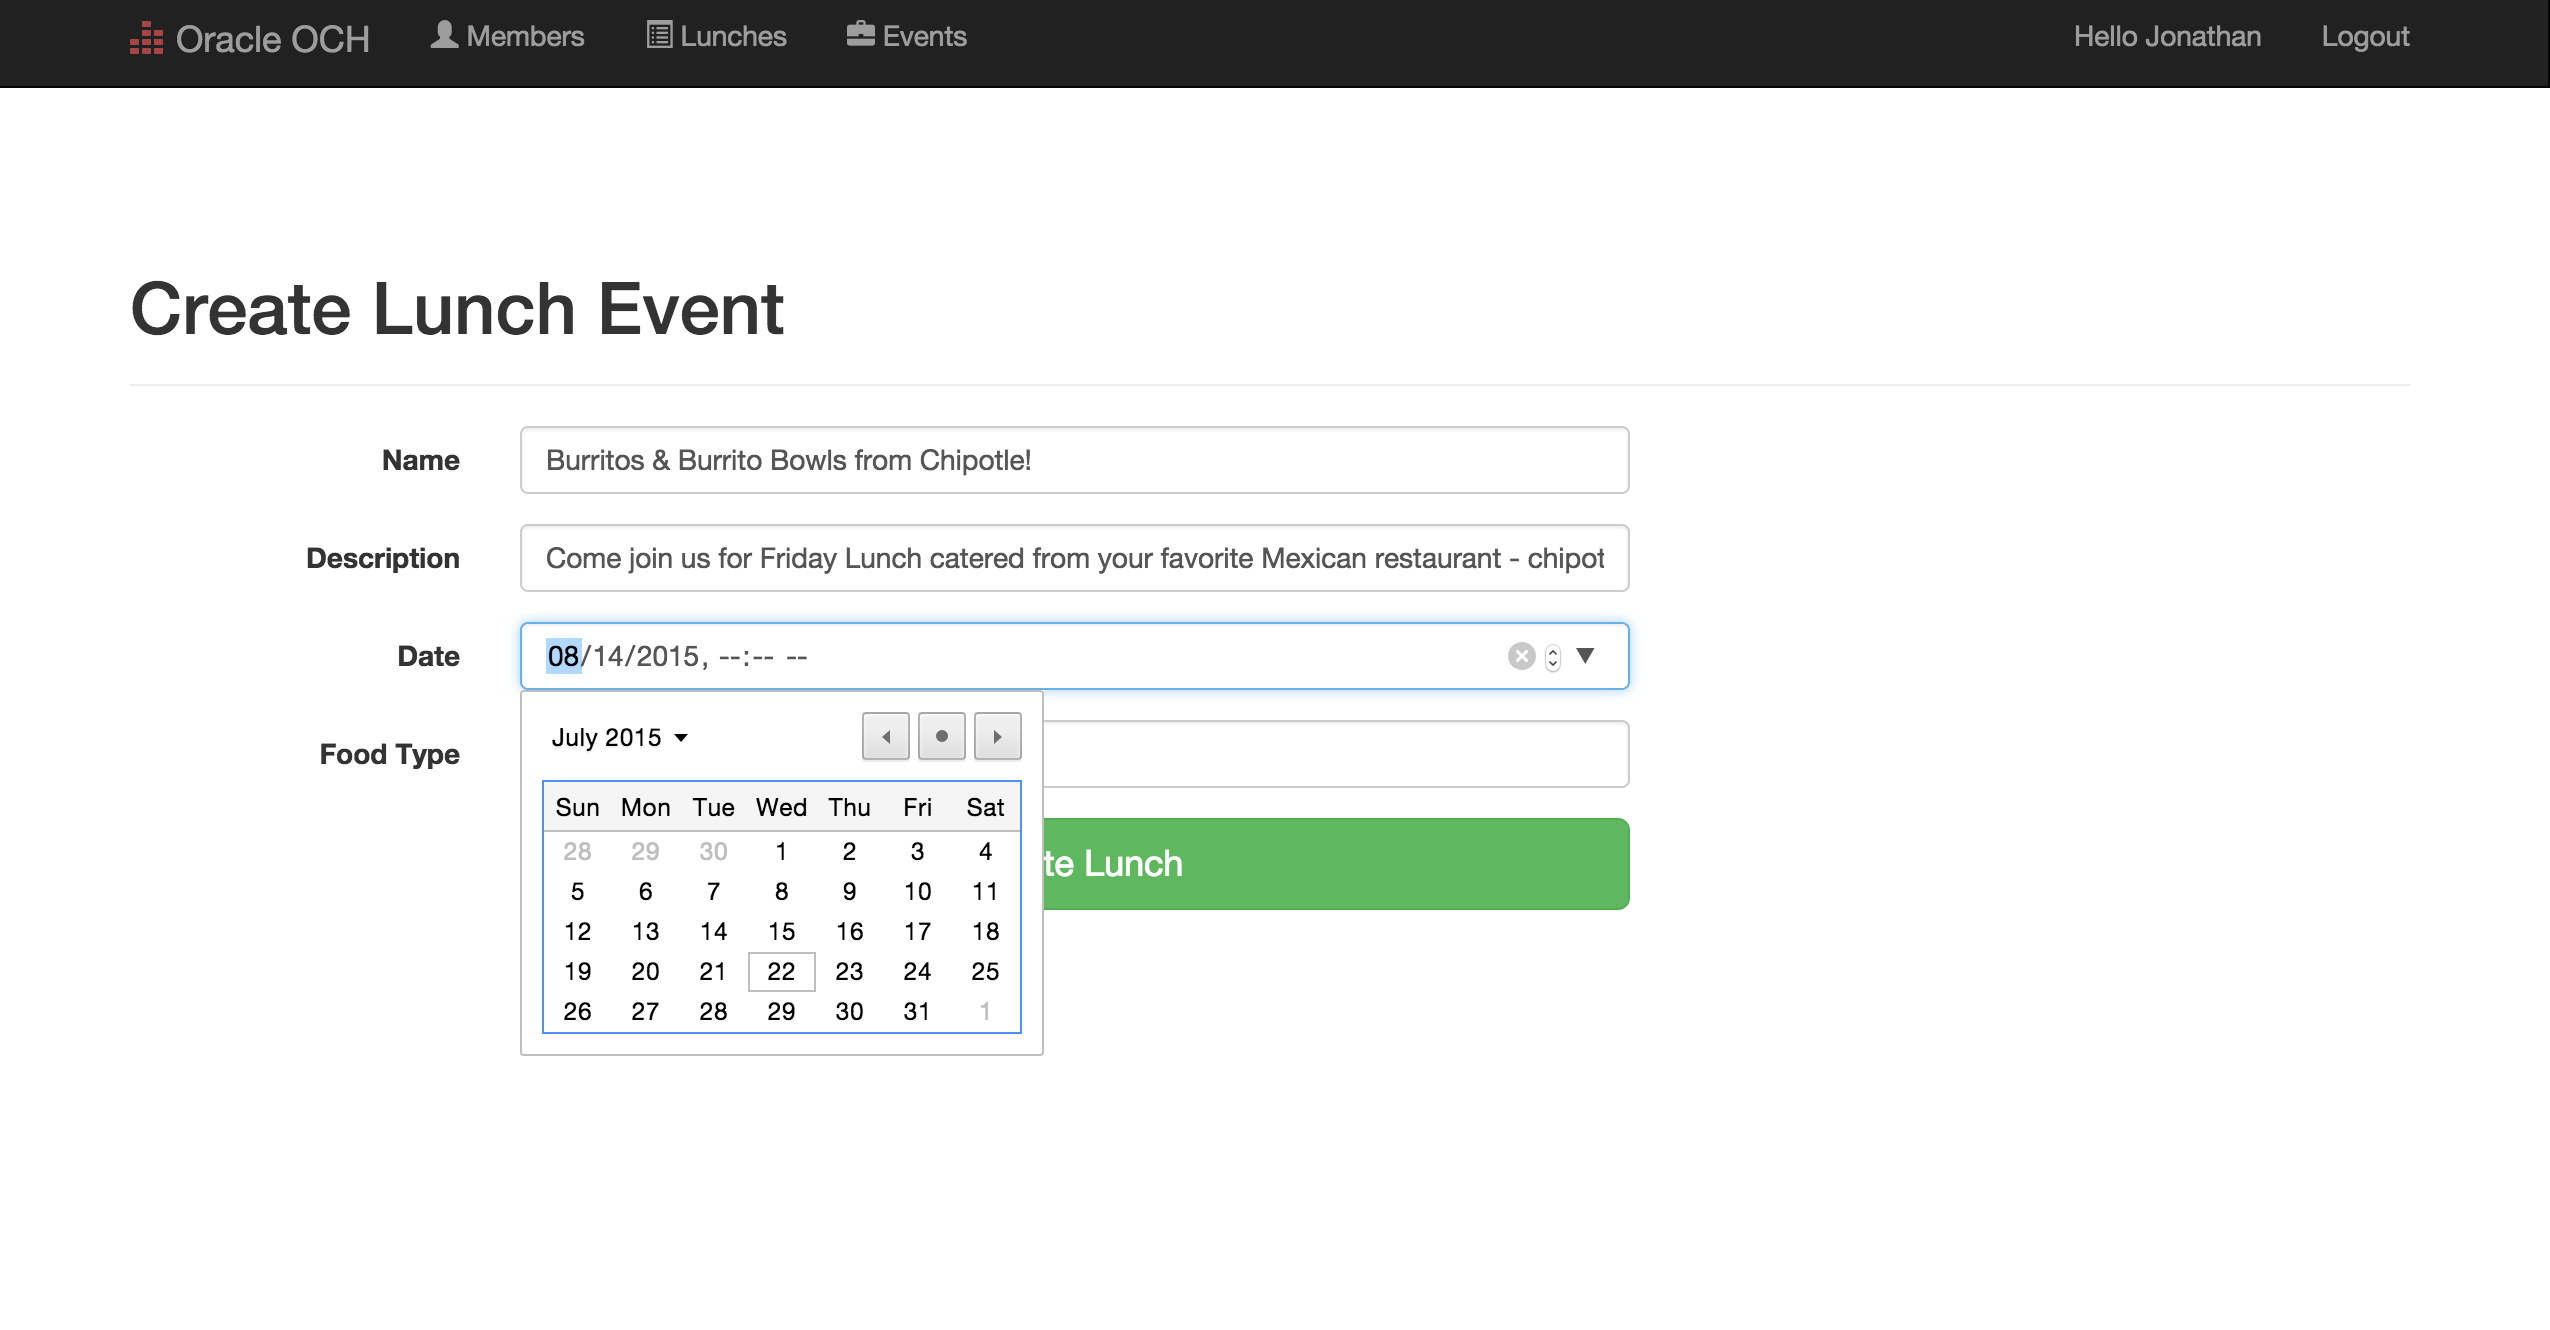 Oracle OCH Members Lunches Events Hello Jonathan Logout
Create Lunch Event
Name Burritos & Burrito Bowls from Chipotle!
Description Come join us for Friday Lunch catered from your favorite Mexican restaurant - chipot
Date 08/14/2015, --:-- --
July 2015
Food Type
Sun Mon Tue Wed Thu Fri Sat
28 29 30 1 2 3 4
te Lunch
5 6 7 8 9 10 11
12 13 14 15 16 17 18
19 20 21 22 23 24 25
26 27 28 29 30 31 1